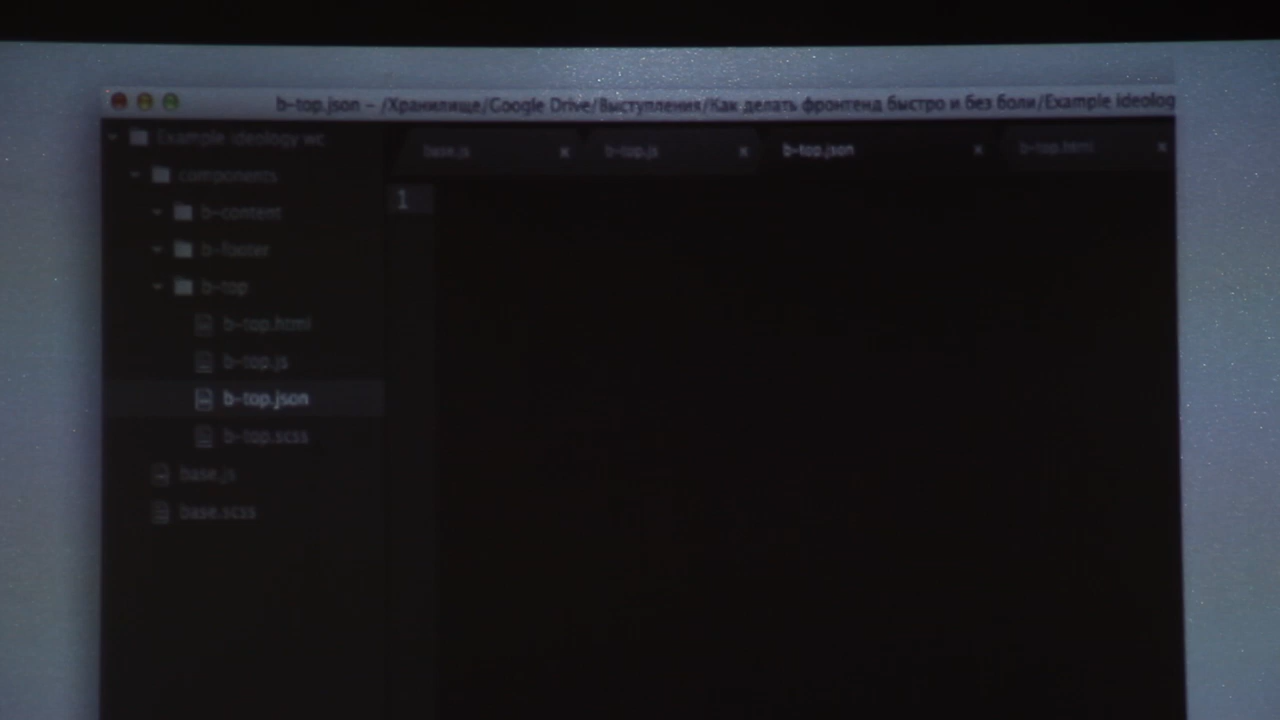 b-top.json – /Хранилище/Google Drive/Выступления/Как делать фронтенд быстро и без боли/Example ideolog
Example ideology wc
base.js × b-top.js × b-top.json × b-top.html ×
components
1
b-content
b-footer
b-top
b-top.html
b-top.js
b-top.json
b-top.scss
base.js
base.scss